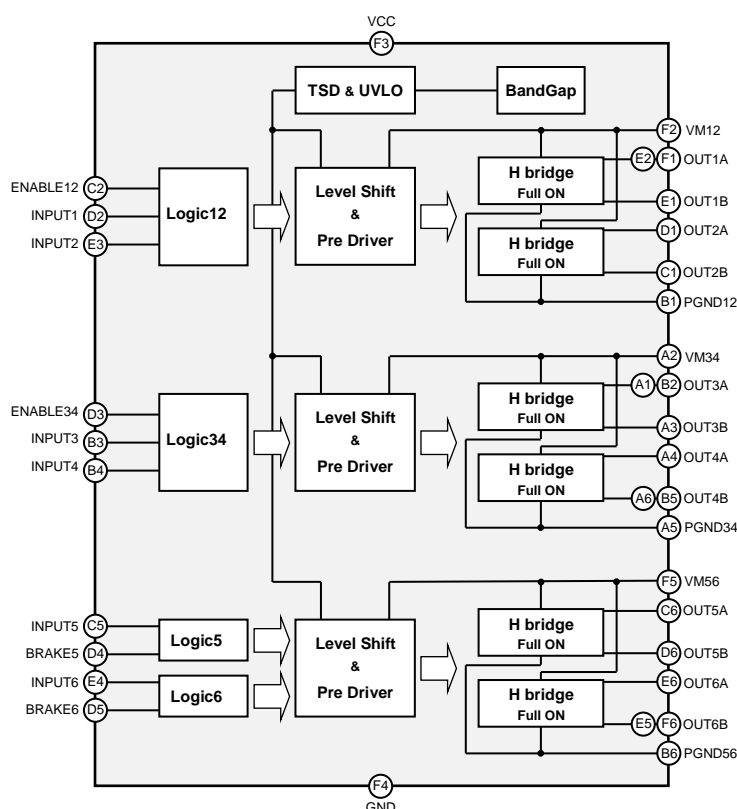 VCC
F3
TSD & UVLO
BandGap
F2 VM12
ENABLE12 C2
INPUT1 D2
INPUT2 E3
Logic12
Level Shift
&
Pre Driver
H bridge
Full ON
E2 F1 OUT1A
E1 OUT1B
H bridge
Full ON
D1 OUT2A
C1 OUT2B
B1 PGND12
A2 VM34
ENABLE34 D3
INPUT3 B3
INPUT4 B4
Logic34
Level Shift
&
Pre Driver
H bridge
Full ON
A1 B2 OUT3A
A3 OUT3B
H bridge
Full ON
A4 OUT4A
A6 B5 OUT4B
A5 PGND34
F5 VM56
INPUT5 C5
BRAKE5 D4
Logic5
INPUT6 E4
BRAKE6 D5
Logic6
Level Shift
&
Pre Driver
H bridge
Full ON
C6 OUT5A
D6 OUT5B
H bridge
Full ON
E6 OUT6A
E5 F6 OUT6B
B6 PGND56
F4
GND